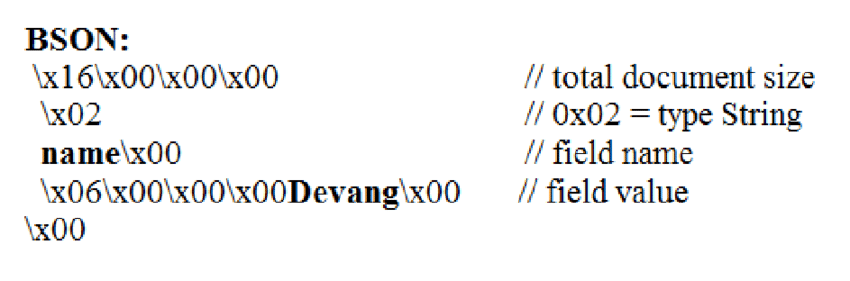 BSON:
\x16\x00\x00\x00 // total document size
\x02 // 0x02 = type String
name\x00 // field name
\x06\x00\x00\x00Devang\x00 // field value
\x00